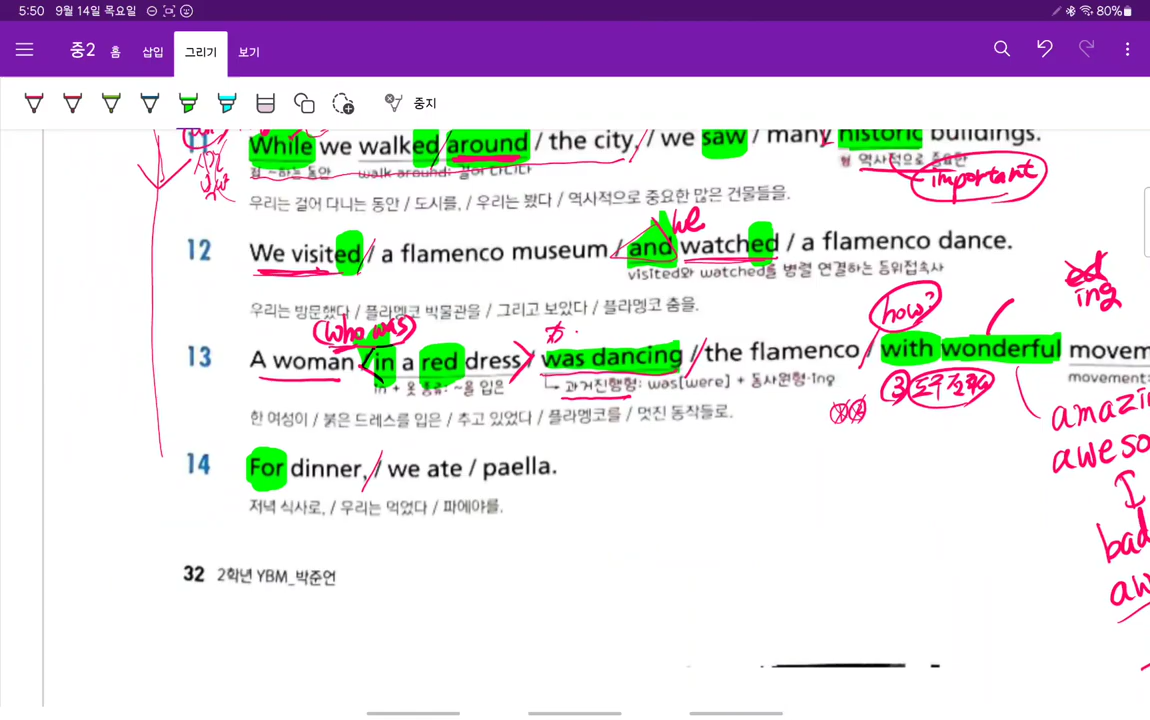 5:50 9월 14일 목요일
80%
중2 홈 삽입 그리기 보기
중지
11 While we walked / around / the city, / we saw / many historic buildings.
접 ~하는 동안 walk around: 걸어 다니다 형 역사적으로 중요한
important
우리는 걸어 다니는 동안 / 도시를, / 우리는 봤다 / 역사적으로 중요한 많은 건물들을.
we
12 We visited / a flamenco museum / and watched / a flamenco dance.
visited와 watched를 병렬 연결하는 등위접속사
ed
ing
우리는 방문했다 / 플라멩코 박물관을 / 그리고 보았다 / 플라멩코 춤을.
(who was)
how?
13 A woman in a red dress / was dancing / the flamenco / with wonderful movem
in + 옷 종류: ~을 입은 과거진행형: was[were] + 동사원형-ing movement:
③
한 여성이 / 붉은 드레스를 입은 / 추고 있었다 / 플라멩코를 / 멋진 동작들로.
amazin
aweso
14 For dinner, / we ate / paella.
저녁 식사로, / 우리는 먹었다 / 파에야를.
bad
aw
32 2학년 YBM_박준언